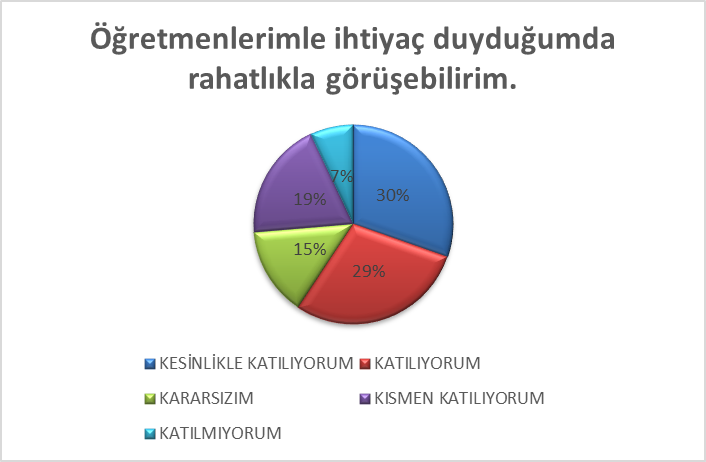 Öğretmenlerimle ihtiyaç duyduğumda
rahatlıkla görüşebilirim.
7%
30%
19%
15%
29%
KESİNLİKLE KATILIYORUM
KATILIYORUM
KARARSIZIM
KISMEN KATILIYORUM
KATILMIYORUM